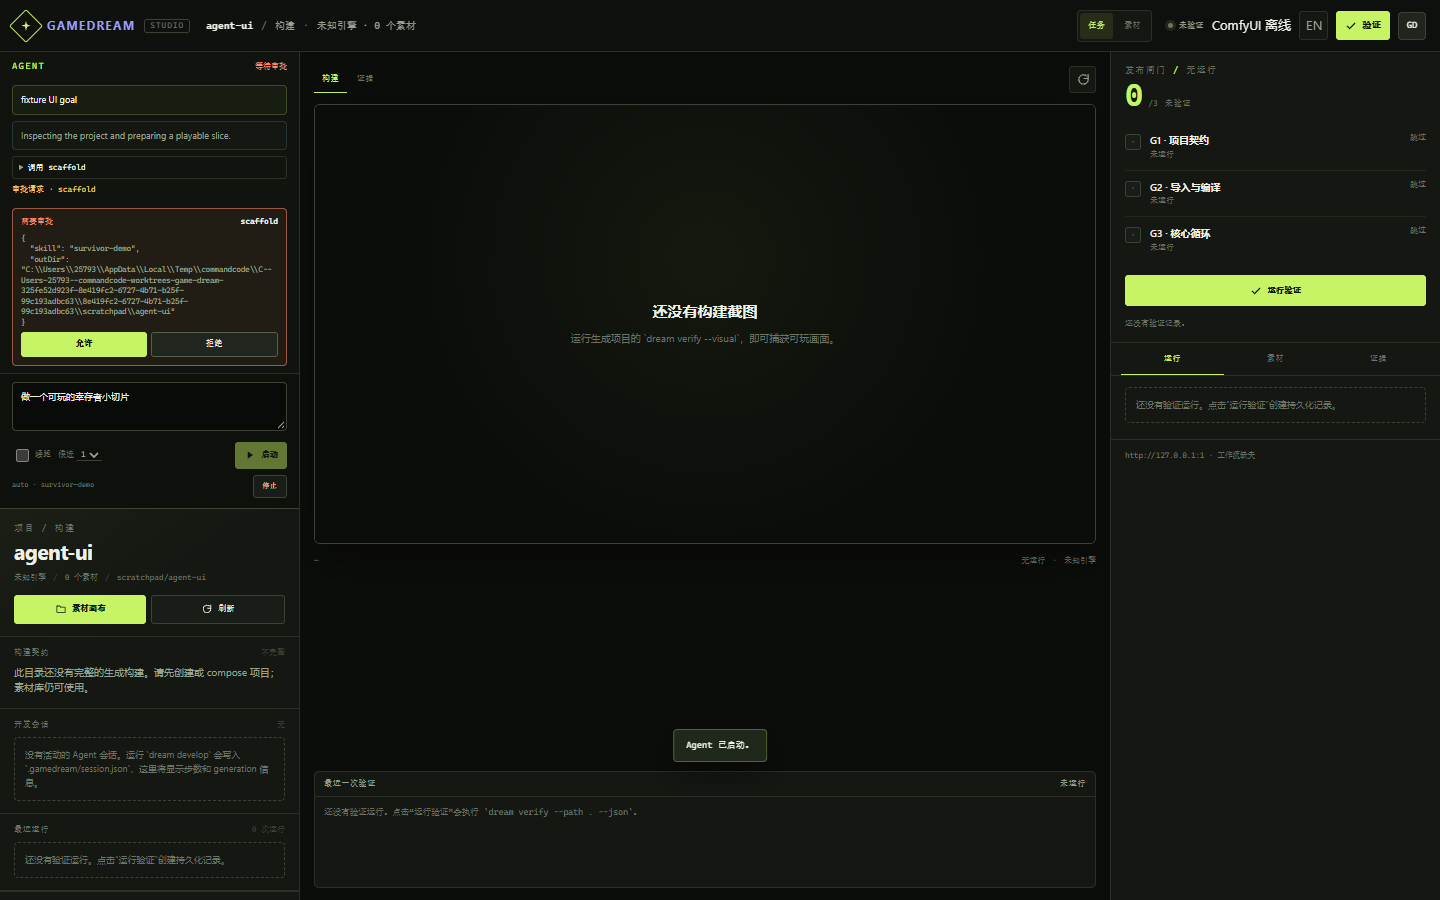 GAMEDREAM STUDIO agent-ui / 构建 · 未知引擎 · 0 个素材
任务 素材 未验证 ComfyUI 离线 EN 验证 GD
AGENT 等待审批
fixture UI goal
Inspecting the project and preparing a playable slice.
调用 scaffold
审批请求 · scaffold
需要审批 scaffold
{
"skill": "survivor-demo",
"outDir":
"C:\\Users\\25793\\AppData\\Local\\Temp\\commandcode\\C--
Users-25793--commandcode-worktrees-game-dream-
325fe52d923f-8e419fc2-6727-4b71-b25f-
99c193adbc63\\8e419fc2-6727-4b71-b25f-
99c193adbc63\\scratchpad\\agent-ui"
}
允许 拒绝
做一个可玩的幸存者小切片
候选 1 启动
auto · survivor-demo 停止
项目 / 构建
agent-ui
未知引擎 / 0 个素材 / scratchpad/agent-ui
素材画布 刷新
构建契约 不完整
此目录还没有完整的生成构建。请先创建或 compose 项目；
素材库仍可使用。
开发会话 无
没有活动的 Agent 会话。运行 `dream develop` 会写入
`.gamedream/session.json`，这里将显示步数和 generation 信
息。
最近运行 0 次运行
还没有验证运行。点击“运行验证”创建持久化记录。
构建 证据
还没有构建截图
运行生成项目的 `dream verify --visual`，即可捕获可玩画面。
— 无运行 · 未知引擎
Agent 已启动。
最近一次验证 未运行
还没有验证运行. 点击“运行验证”会执行 `dream verify --path . --json`.
发布闸门 / 无运行
0 /3 未验证
G1 · 项目契约 跳过
未运行
G2 · 导入与编译 跳过
未运行
G3 · 核心循环 跳过
未运行
运行验证
还没有验证记录.
运行 素材 证据
还没有验证运行。点击“运行验证”创建持久化记录。
http://127.0.0.1:1 · 工作流缺失